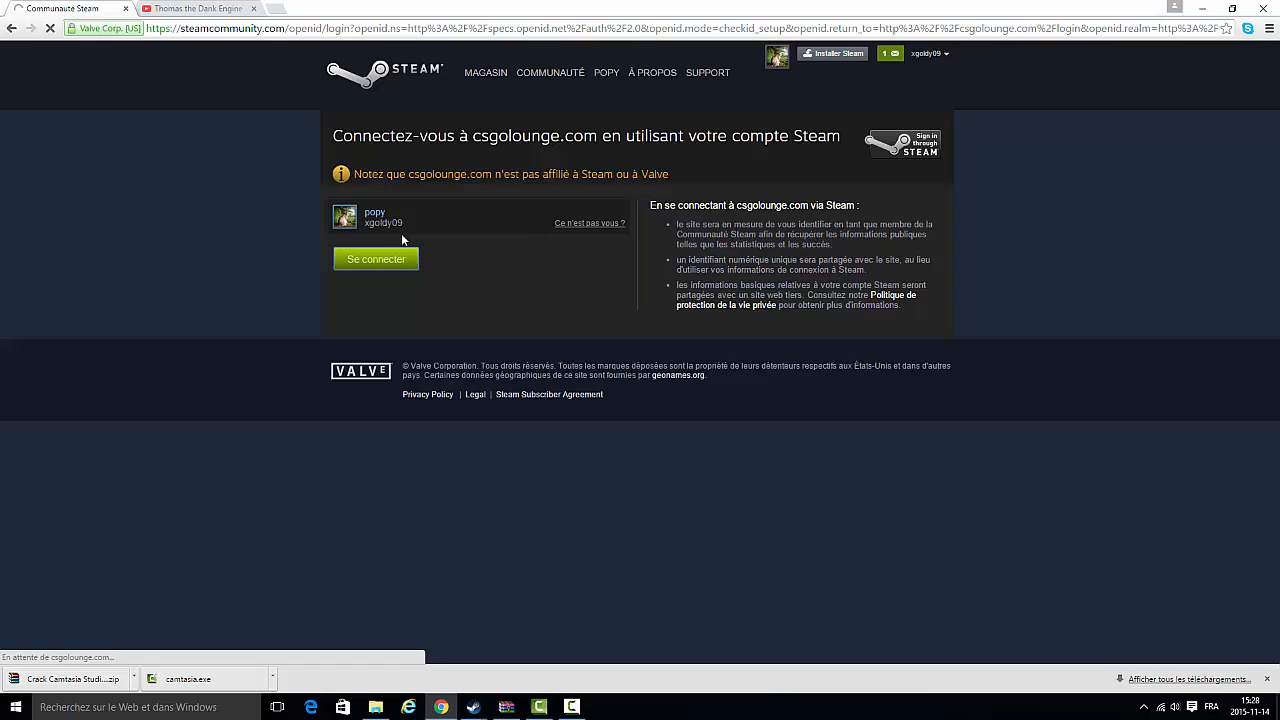 Communauté Steam
Thomas the Dank Engine
Valve Corp. [US]
https://steamcommunity.com/openid/login?openid.ns=http%3A%2F%2Fspecs.openid.net%2Fauth%2F2.0&openid.mode=checkid_setup&openid.return_to=http%3A%2F%2Fcsgolounge.com%2Flogin&openid.realm=http%3A%2F
STEAM
MAGASIN COMMUNAUTÉ POPY À PROPOS SUPPORT
Installer Steam
1
xgoldy09
Connectez-vous à csgolounge.com en utilisant votre compte Steam
Sign in
through
STEAM
Notez que csgolounge.com n'est pas affilié à Steam ou à Valve
popy
xgoldy09
Ce n'est pas vous ?
Se connecter
En se connectant à csgolounge.com via Steam :
le site sera en mesure de vous identifier en tant que membre de la
Communauté Steam afin de récupérer les informations publiques
telles que les statistiques et les succès.
un identifiant numérique unique sera partagée avec le site, au lieu
d'utiliser vos informations de connexion à Steam.
les informations basiques relatives à votre compte Steam seront
partagées avec un site web tiers. Consultez notre Politique de
protection de la vie privée pour obtenir plus d'informations.
VALVE
© Valve Corporation. Tous droits réservés. Toutes les marques déposées sont la propriété de leurs détenteurs respectifs aux États-Unis et dans d'autres
pays. Certaines données géographiques de ce site sont fournies par geonames.org.
Privacy Policy | Legal | Steam Subscriber Agreement
En attente de csgolounge.com...
Crack Camtasia Studi....zip
camtasia.exe
Afficher tous les téléchargements...
Recherchez sur le Web et dans Windows
FRA
15:28
2015-11-14